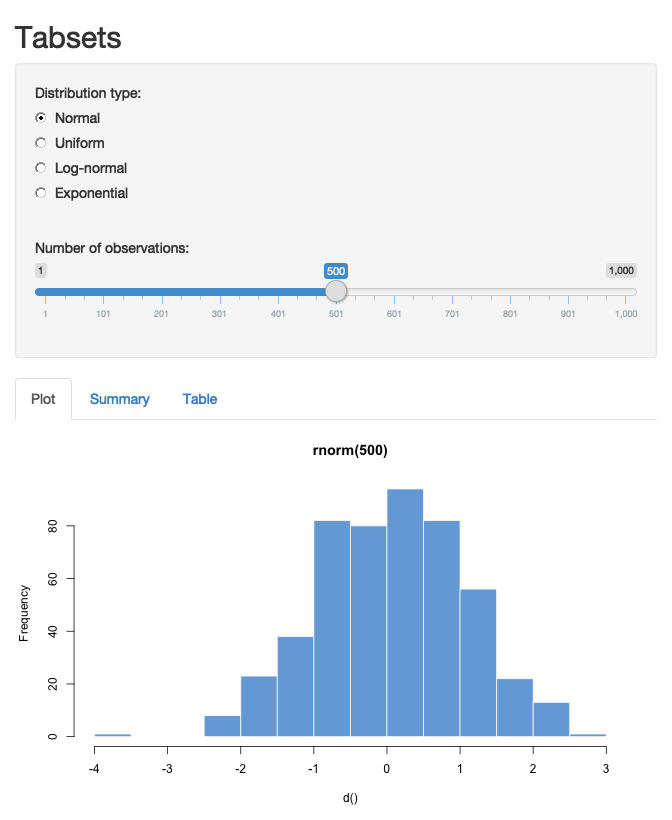 Tabsets
Distribution type:
Normal
Uniform
Log-normal
Exponential
Number of observations:
1 500 1,000
1 101 201 301 401 501 601 701 801 901 1,000
Plot Summary Table
rnorm(500)
Frequency
80
60
40
20
0
-4 -3 -2 -1 0 1 2 3
d()